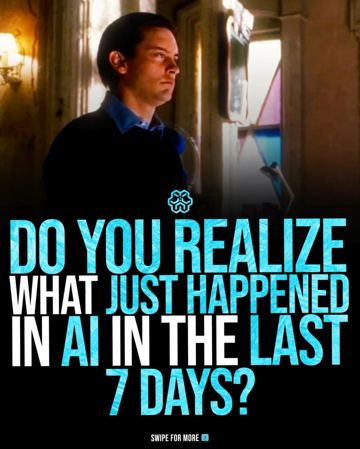 DO YOU REALIZE
WHAT JUST HAPPENED
IN AI IN THE LAST
7 DAYS?
SWIPE FOR MORE